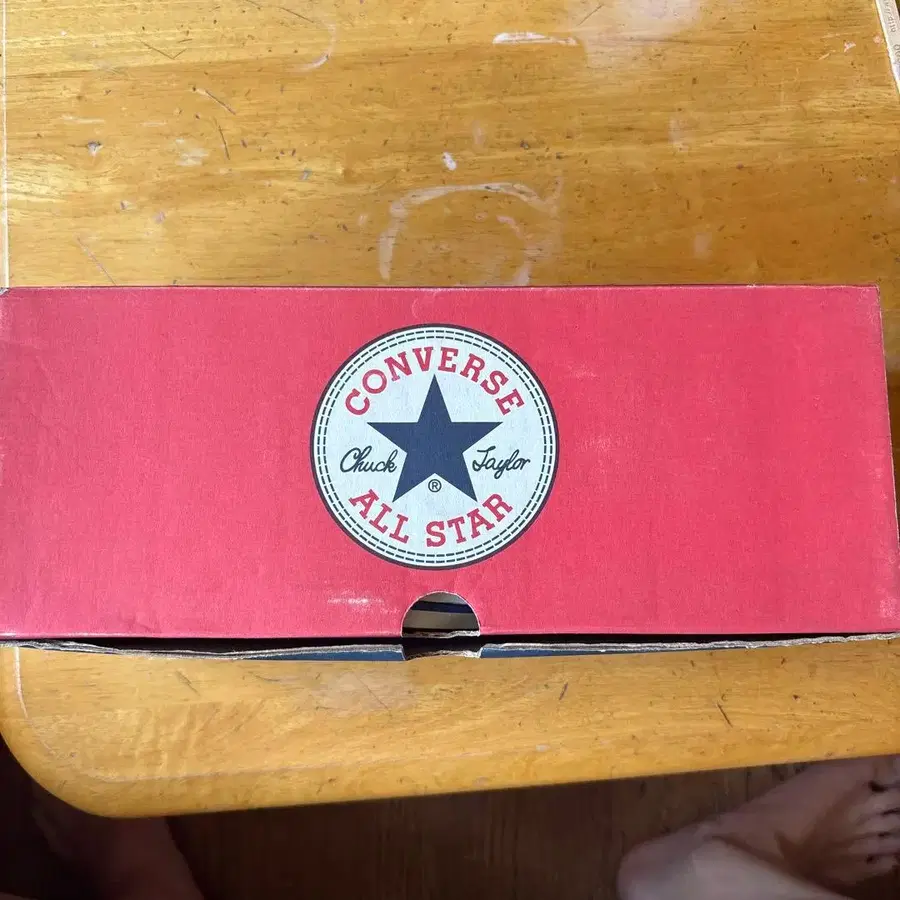 CONVERSE
Chuck Taylor
®
ALL STAR